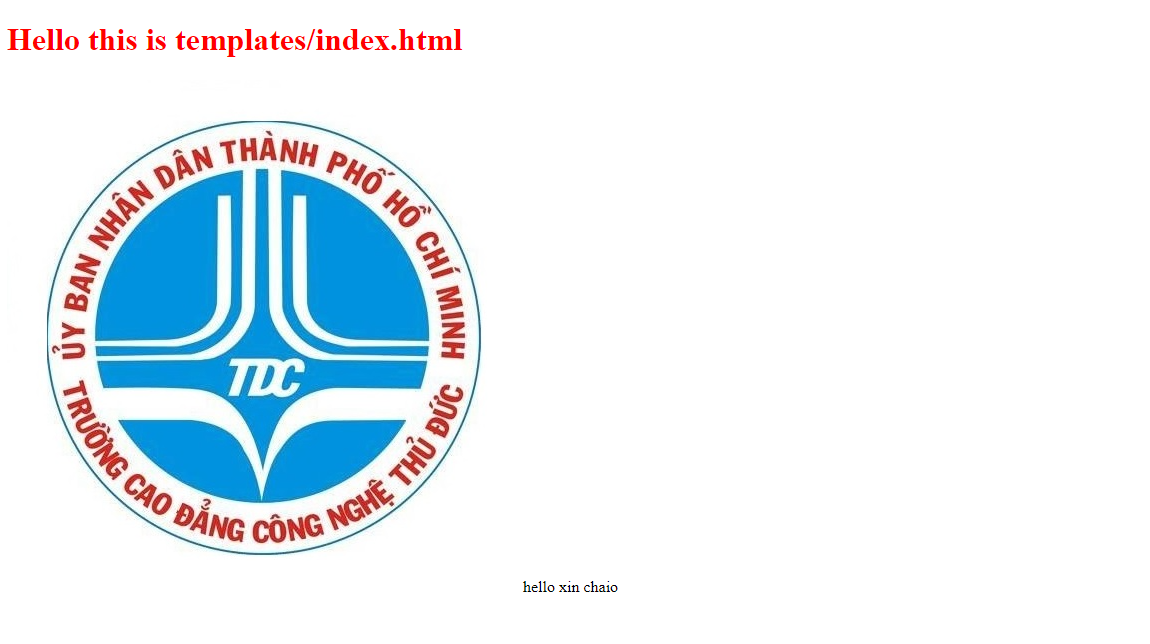 Hello this is templates/index.html
ỦY BAN NHÂN DÂN THÀNH PHỐ HỒ CHÍ MINH
TDC
TRƯỜNG CAO ĐẲNG CÔNG NGHỆ THỦ ĐỨC
hello xin chaio